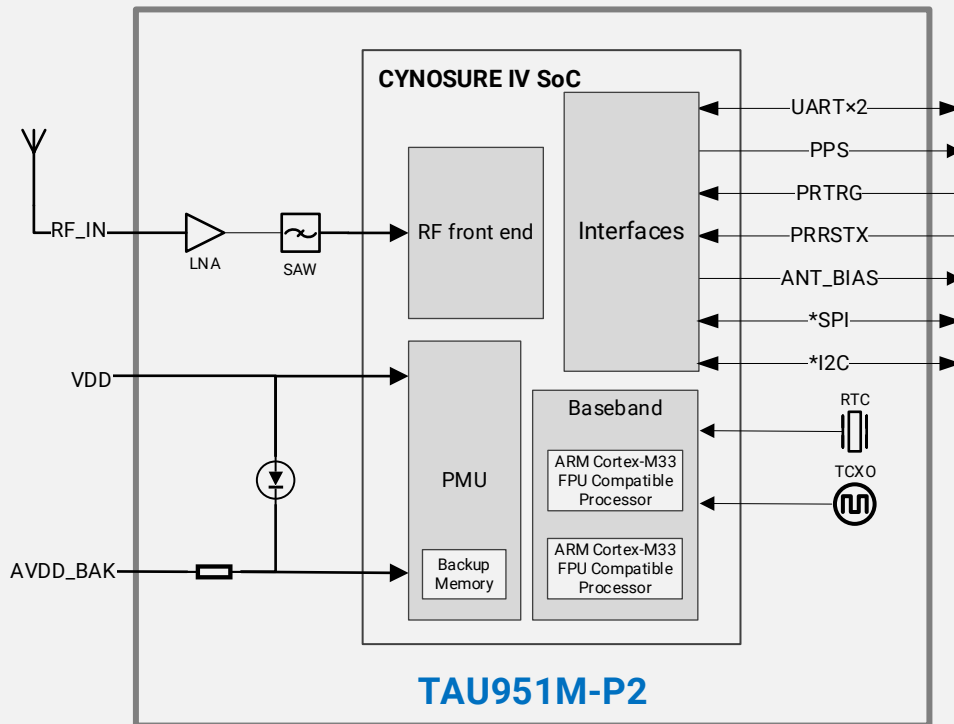 CYNOSURE IV SoC
UART×2
PPS
PRTRG
PRRSTX
ANT_BIAS
*SPI
*I2C
Interfaces
RF_IN
LNA
SAW
RF front end
VDD
PMU
AVDD_BAK
Backup
Memory
Baseband
ARM Cortex-M33
FPU Compatible
Processor
ARM Cortex-M33
FPU Compatible
Processor
RTC
TCXO
TAU951M-P2